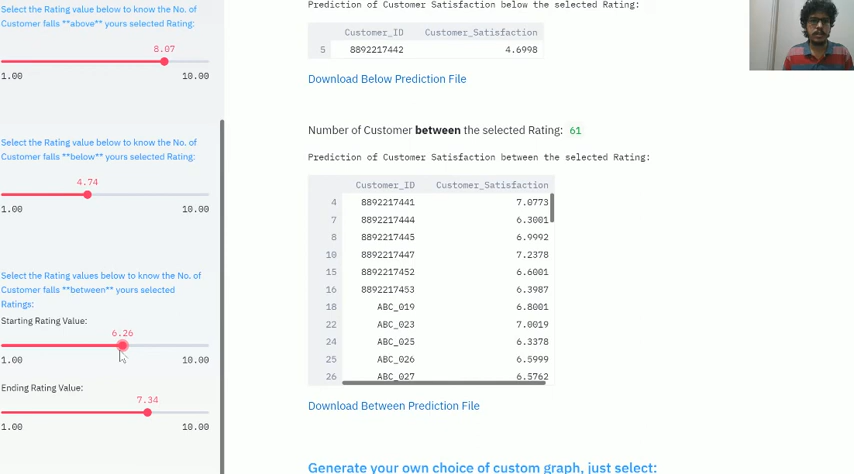 Select the Rating value below to know the No. of
Customer falls "above" yours selected Rating:
8.07
1.00 10.00
Select the Rating value below to know the No. of
Customer falls **below** yours selected Rating:
4.74
1.00 10.00
Select the Rating values below to know the No. of
Customer falls **between** yours selected
Ratings:
Starting Rating Value:
6.26
1.00 10.00
Ending Rating Value:
7.34
1.00 10.00
Prediction of Customer Satisfaction below the selected Rating:
Customer_ID Customer_Satisfaction
5 8892217442 4.6998
Download Below Prediction File
Number of Customer between the selected Rating: 61
Prediction of Customer Satisfaction between the selected Rating:
Customer_ID Customer_Satisfaction
4 8892217441 7.0773
7 8892217444 6.3001
8 8892217445 6.9992
10 8892217447 7.2378
15 8892217452 6.6001
16 8892217453 6.3987
18 ABC_019 6.8001
22 ABC_023 7.0019
24 ABC_025 6.3378
25 ABC_026 6.5999
26 ABC_027 6.5762
Download Between Prediction File
Generate your own choice of custom graph, just select: